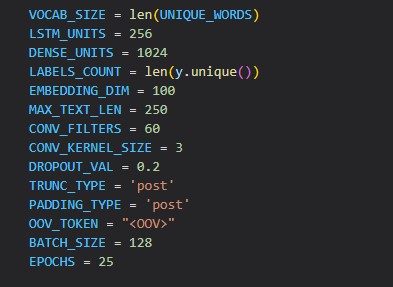 VOCAB_SIZE = len(UNIQUE_WORDS)
LSTM_UNITS = 256
DENSE_UNITS = 1024
LABELS_COUNT = len(y.unique())
EMBEDDING_DIM = 100
MAX_TEXT_LEN = 250
CONV_FILTERS = 60
CONV_KERNEL_SIZE = 3
DROPOUT_VAL = 0.2
TRUNC_TYPE = 'post'
PADDING_TYPE = 'post'
OOV_TOKEN = "<OOV>"
BATCH_SIZE = 128
EPOCHS = 25